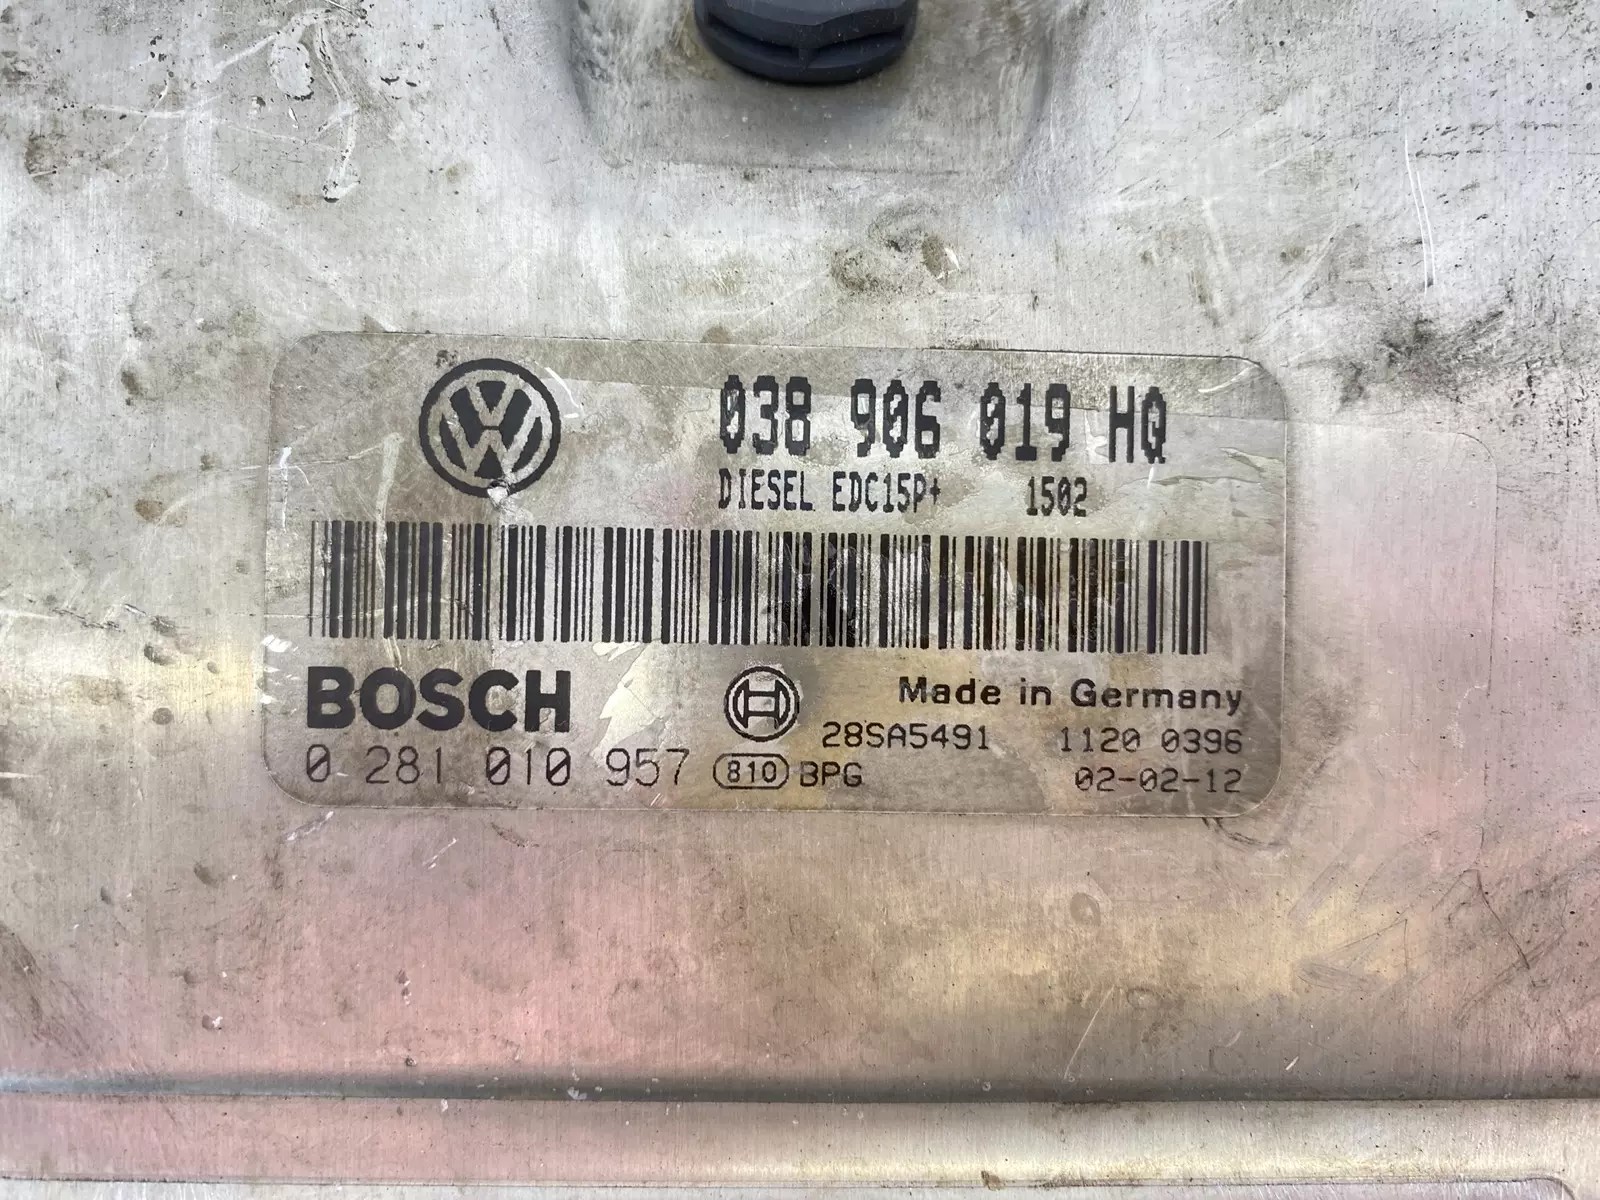 038 906 019 HQ
DIESEL EDC15P+ 1502
BOSCH
Made in Germany
28SA5491 1120 0396
0 281 010 957 810 BPG 02-02-12